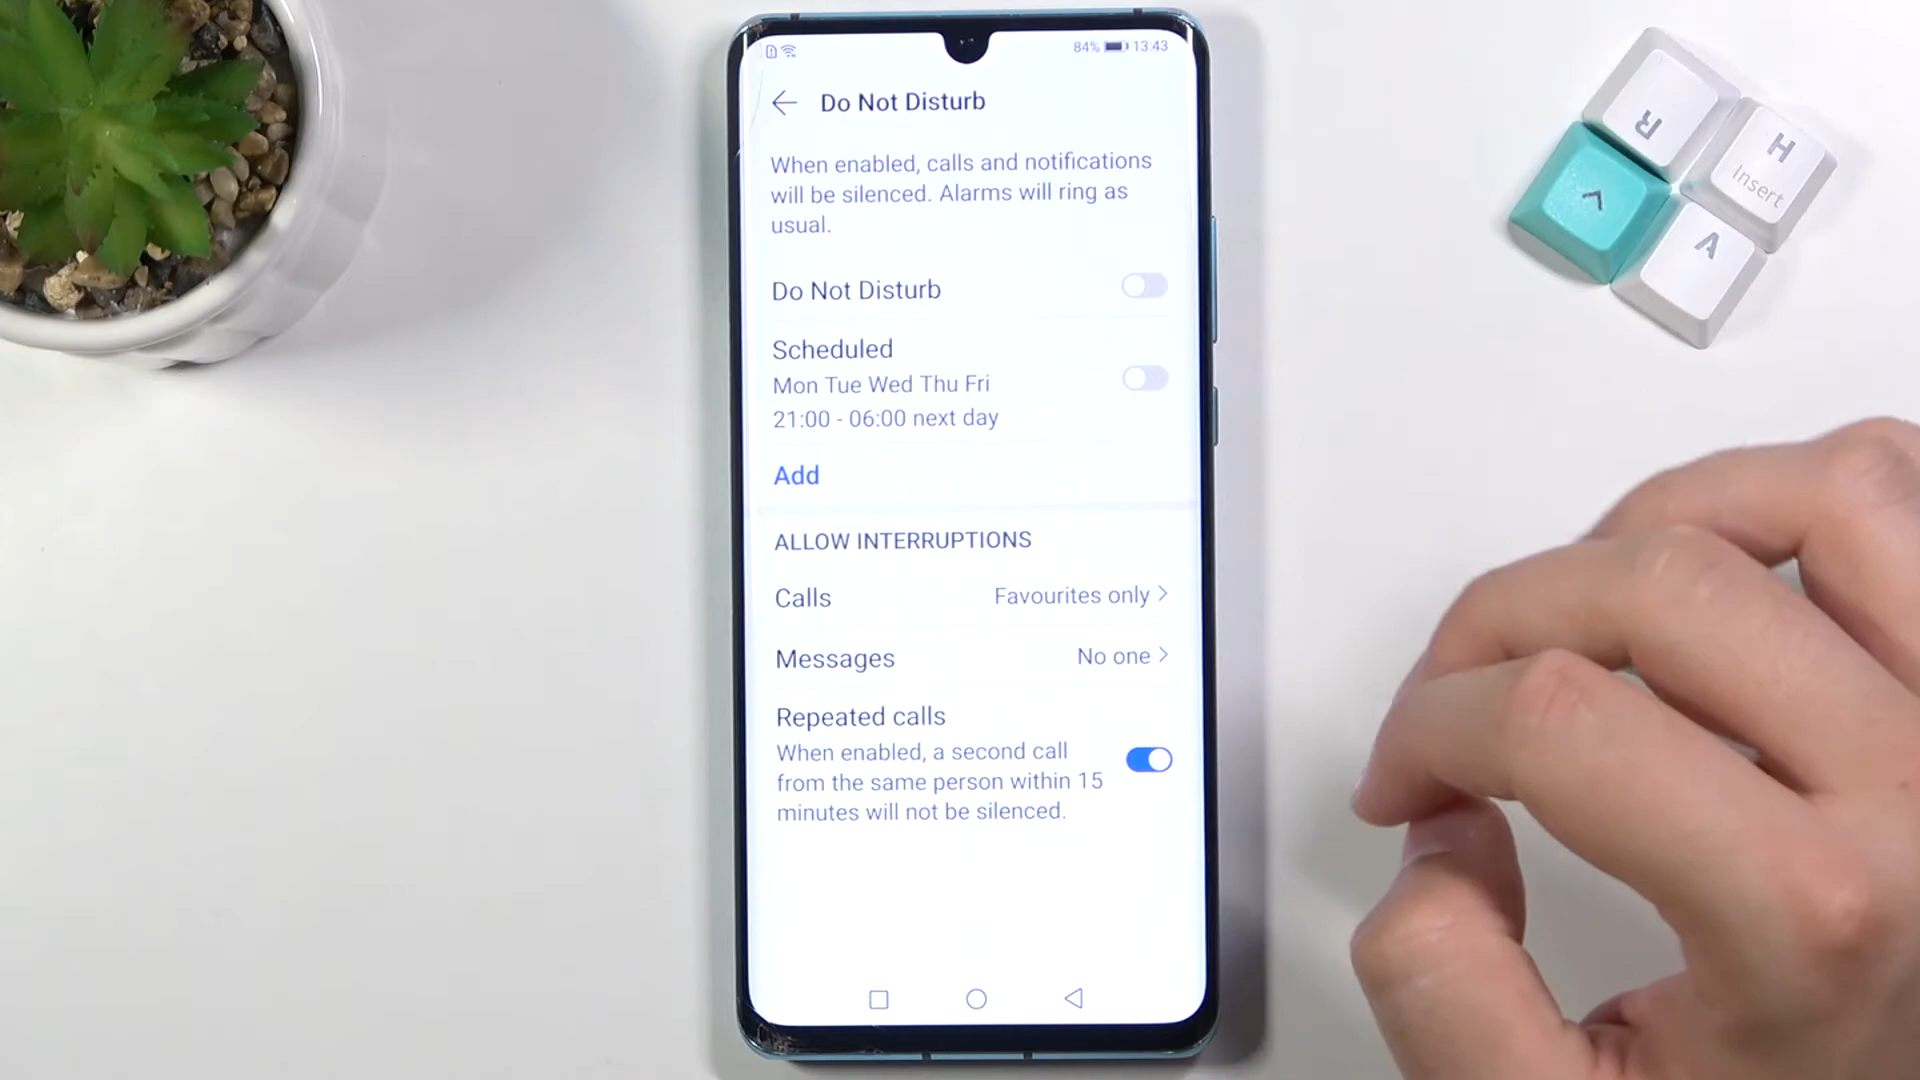 84% 13:43
Do Not Disturb
When enabled, calls and notifications
will be silenced. Alarms will ring as
usual.
Do Not Disturb
Scheduled
Mon Tue Wed Thu Fri
21:00 - 06:00 next day
Add
ALLOW INTERRUPTIONS
Calls Favourites only
Messages No one
Repeated calls
When enabled, a second call
from the same person within 15
minutes will not be silenced.
R
H
Insert
^
A